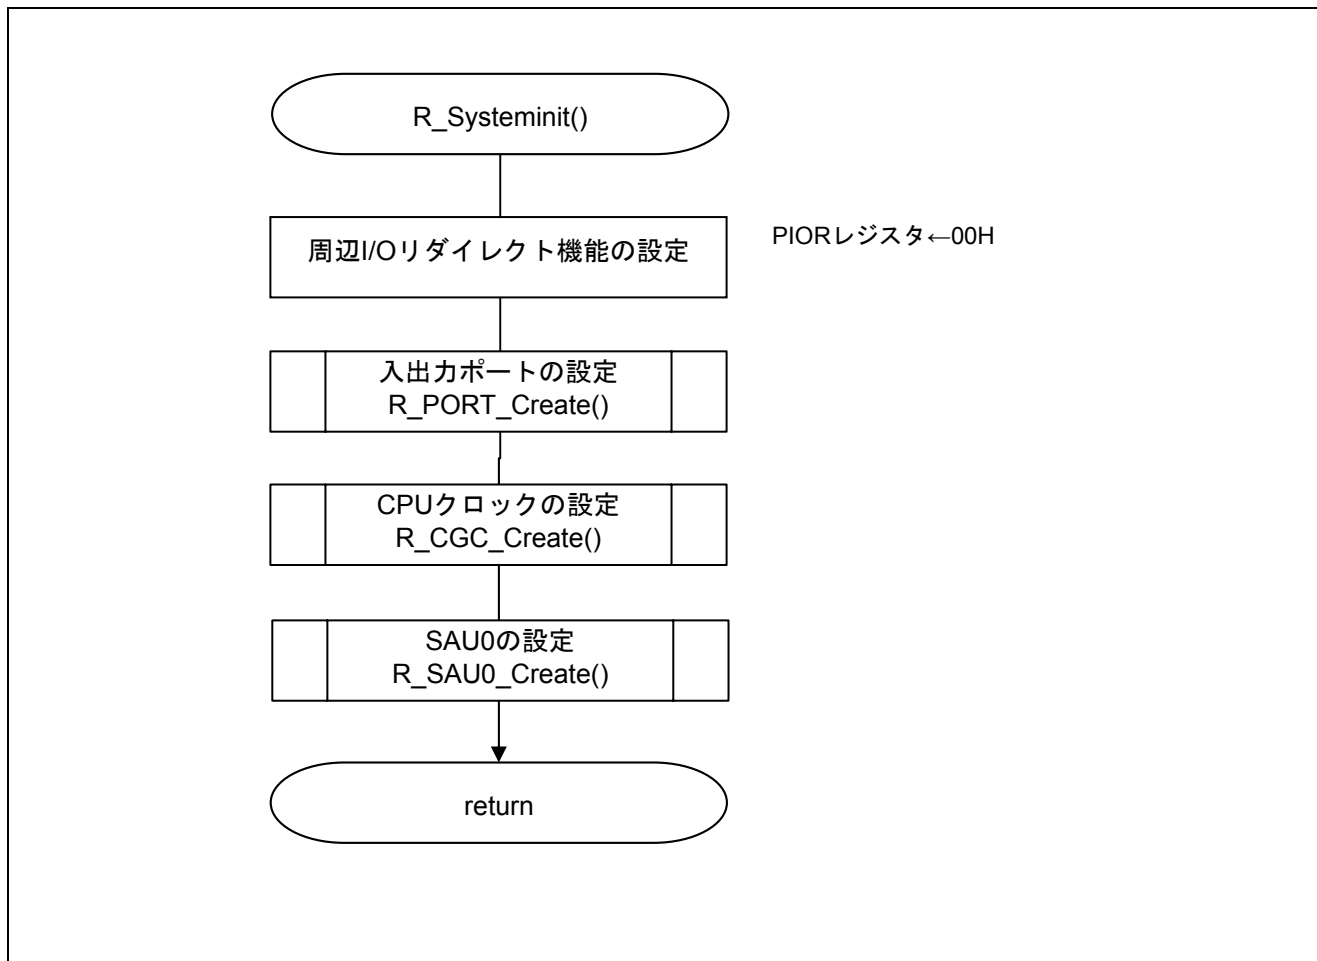 R_Systeminit()
周辺I/Oリダイレクト機能の設定
PIORレジスタ←00H
入出力ポートの設定
R_PORT_Create()
CPUクロックの設定
R_CGC_Create()
SAU0の設定
R_SAU0_Create()
return